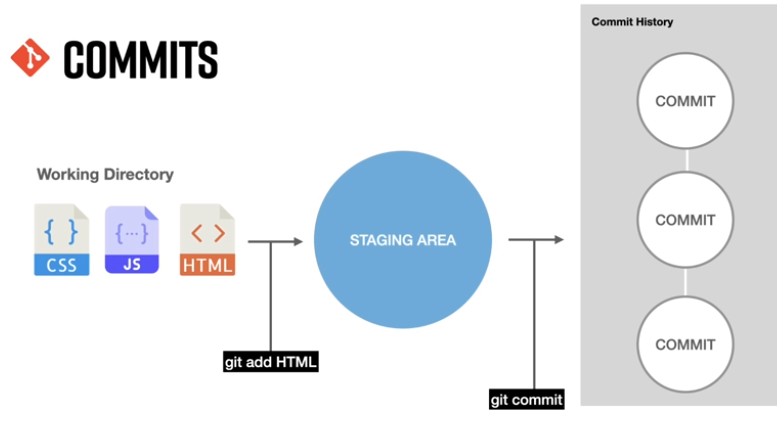 COMMITS
Commit History
COMMIT
Working Directory
{ }
CSS
{...}
JS
< >
HTML
STAGING AREA
COMMIT
git add HTML
COMMIT
git commit